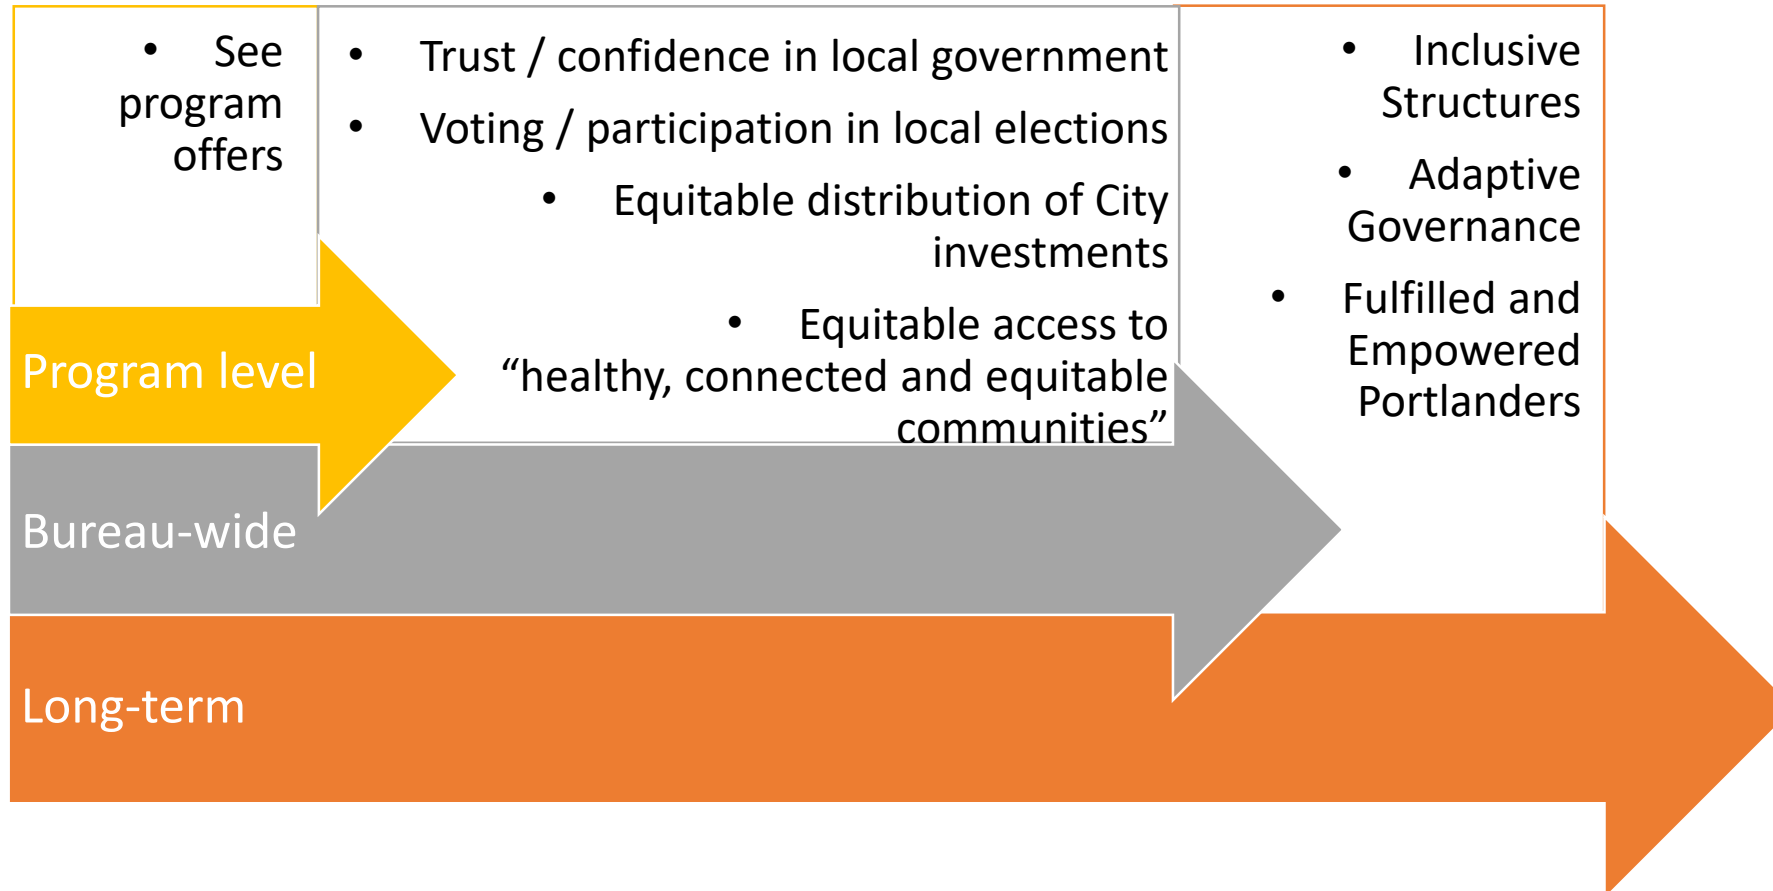 • See
program
offers
• Trust / confidence in local government
• Voting / participation in local elections
• Equitable distribution of City
investments
• Equitable access to
“healthy, connected and equitable
communities”
• Inclusive
Structures
• Adaptive
Governance
• Fulfilled and
Empowered
Portlanders
Program level
Bureau-wide
Long-term